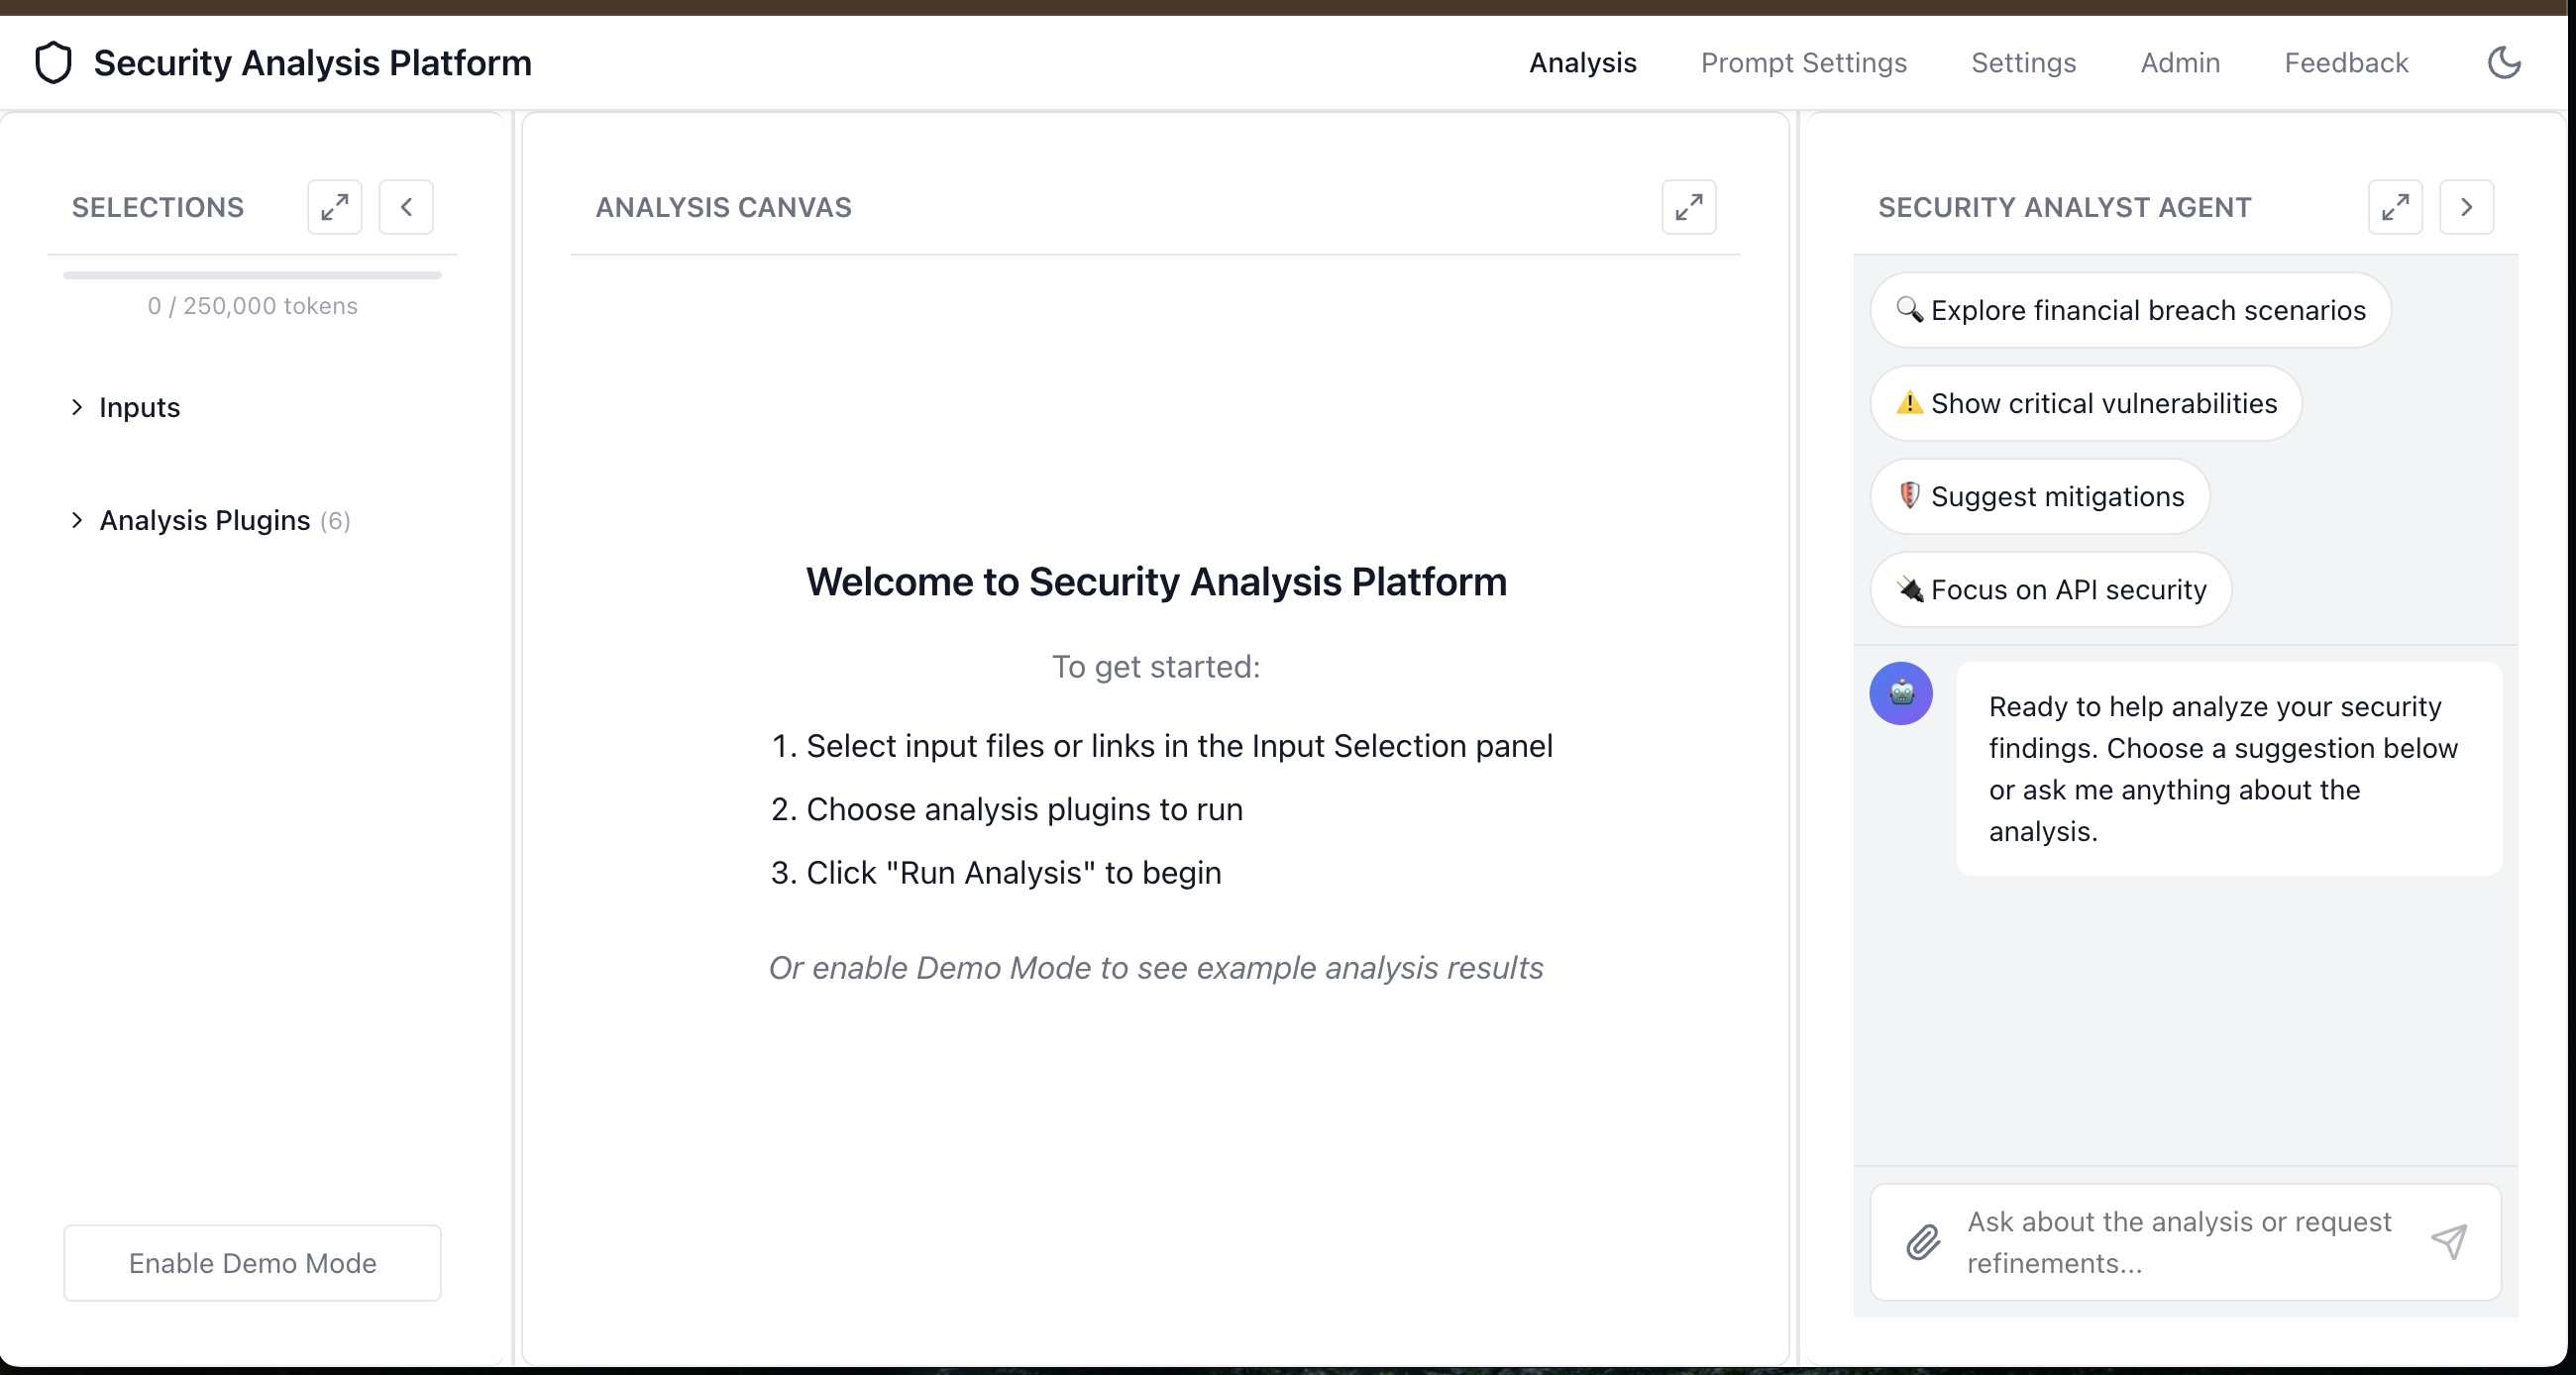 Security Analysis Platform
Analysis
Prompt Settings
Settings
Admin
Feedback
SELECTIONS
0 / 250,000 tokens
Inputs
Analysis Plugins (6)
Enable Demo Mode
ANALYSIS CANVAS
Welcome to Security Analysis Platform
To get started:
1. Select input files or links in the Input Selection panel
2. Choose analysis plugins to run
3. Click "Run Analysis" to begin
Or enable Demo Mode to see example analysis results
SECURITY ANALYST AGENT
🔍 Explore financial breach scenarios
⚠️ Show critical vulnerabilities
🛡️ Suggest mitigations
🔌 Focus on API security
Ready to help analyze your security
findings. Choose a suggestion below
or ask me anything about the
analysis.
Ask about the analysis or request
refinements...